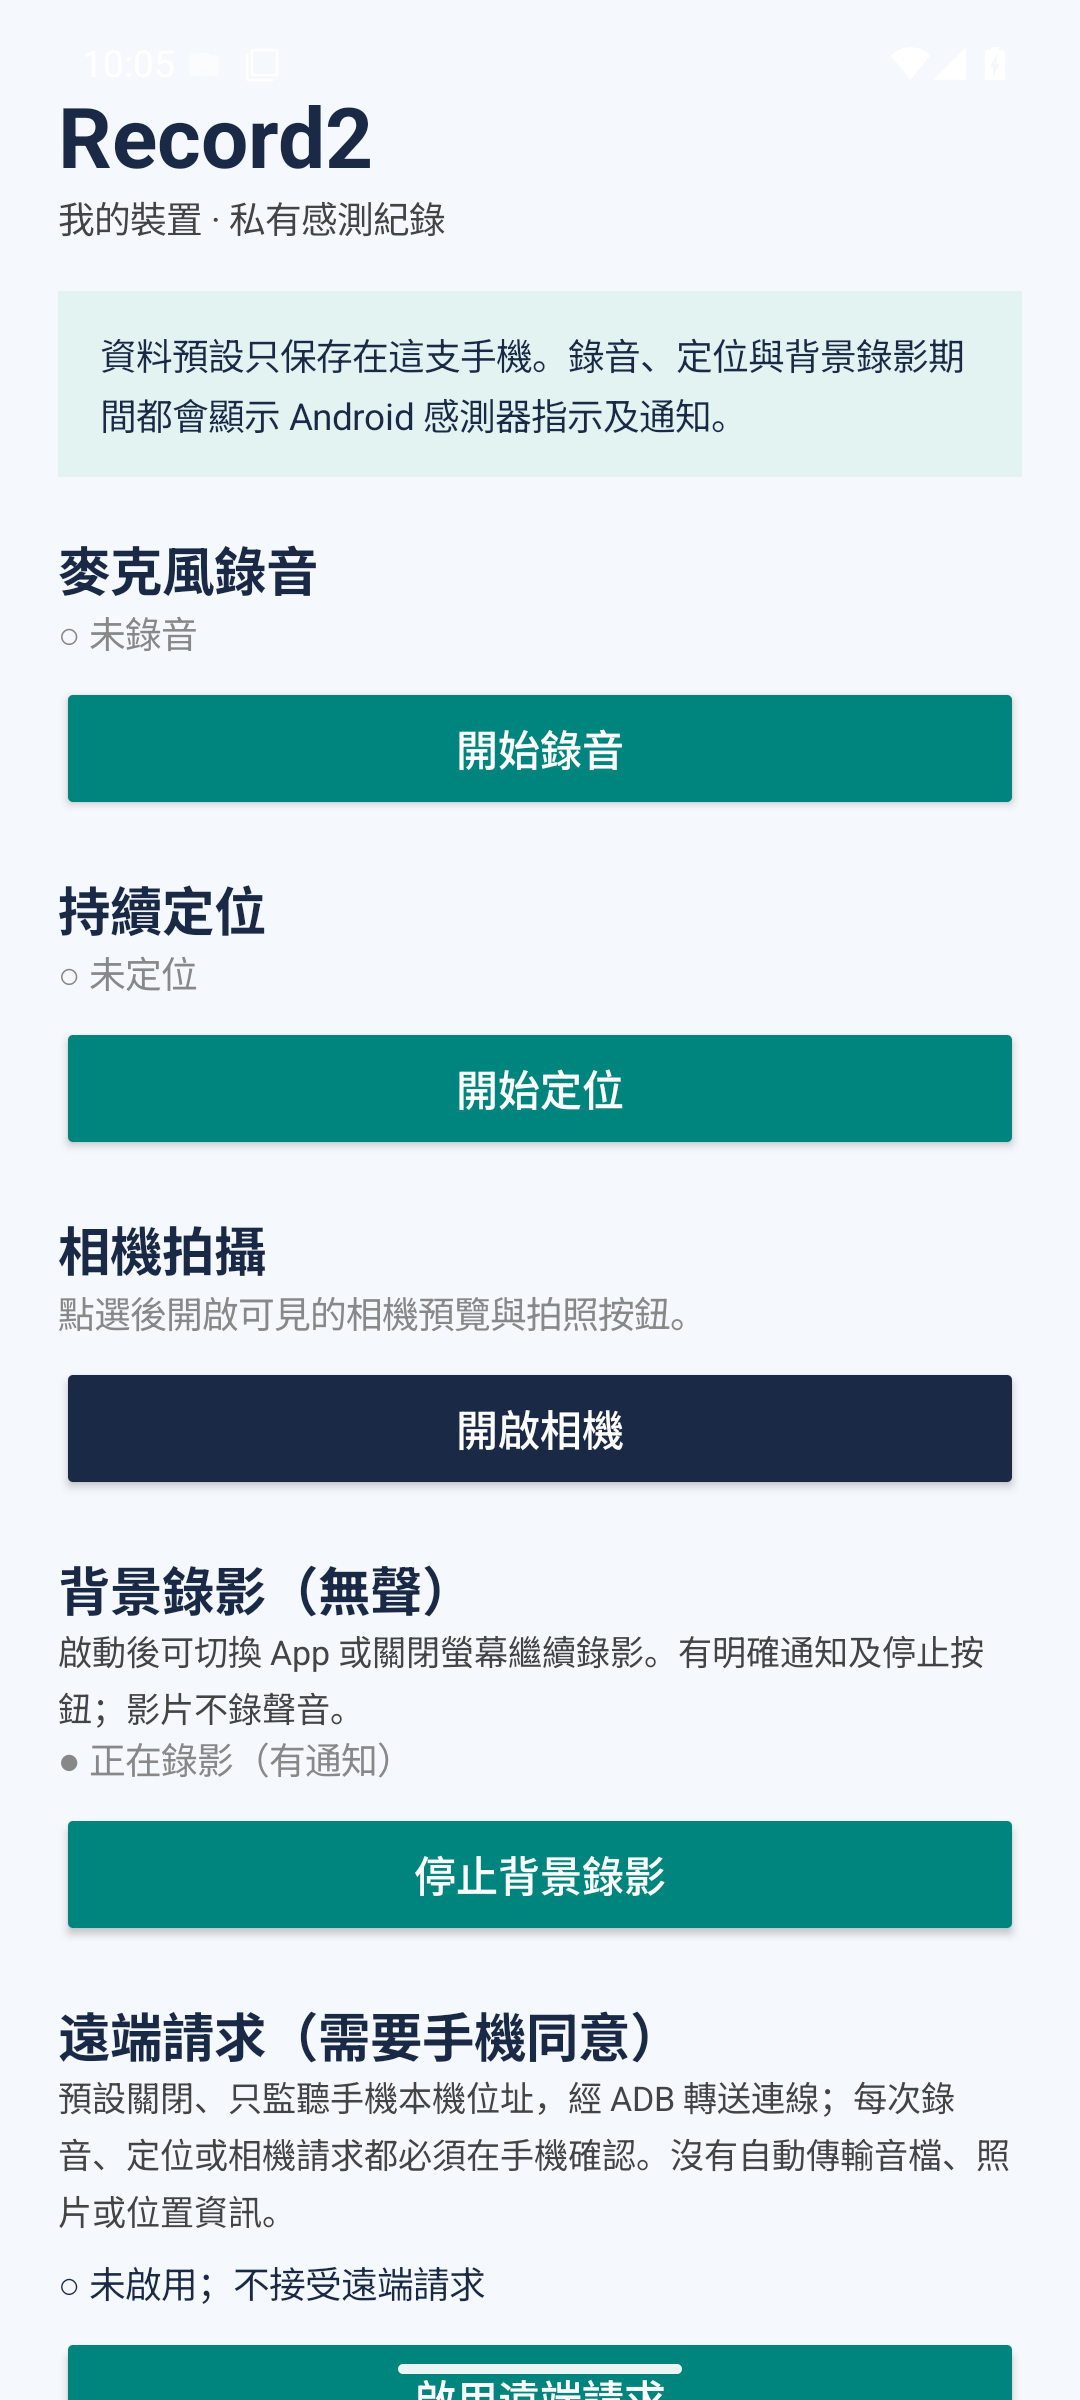 10:05
Record2
我的裝置 · 私有感測紀錄
資料預設只保存在這支手機。錄音、定位與背景錄影期
間都會顯示 Android 感測器指示及通知。
麥克風錄音
○ 未錄音
開始錄音
持續定位
○ 未定位
開始定位
相機拍攝
點選後開啟可見的相機預覽與拍照按鈕。
開啟相機
背景錄影（無聲）
啟動後可切換 App 或關閉螢幕繼續錄影。有明確通知及停止按
鈕；影片不錄聲音。
● 正在錄影（有通知）
停止背景錄影
遠端請求（需要手機同意）
預設關閉、只監聽手機本機位址，經 ADB 轉送連線；每次錄
音、定位或相機請求都必須在手機確認。沒有自動傳輸音檔、照
片或位置資訊。
○ 未啟用；不接受遠端請求
啟用遠端請求